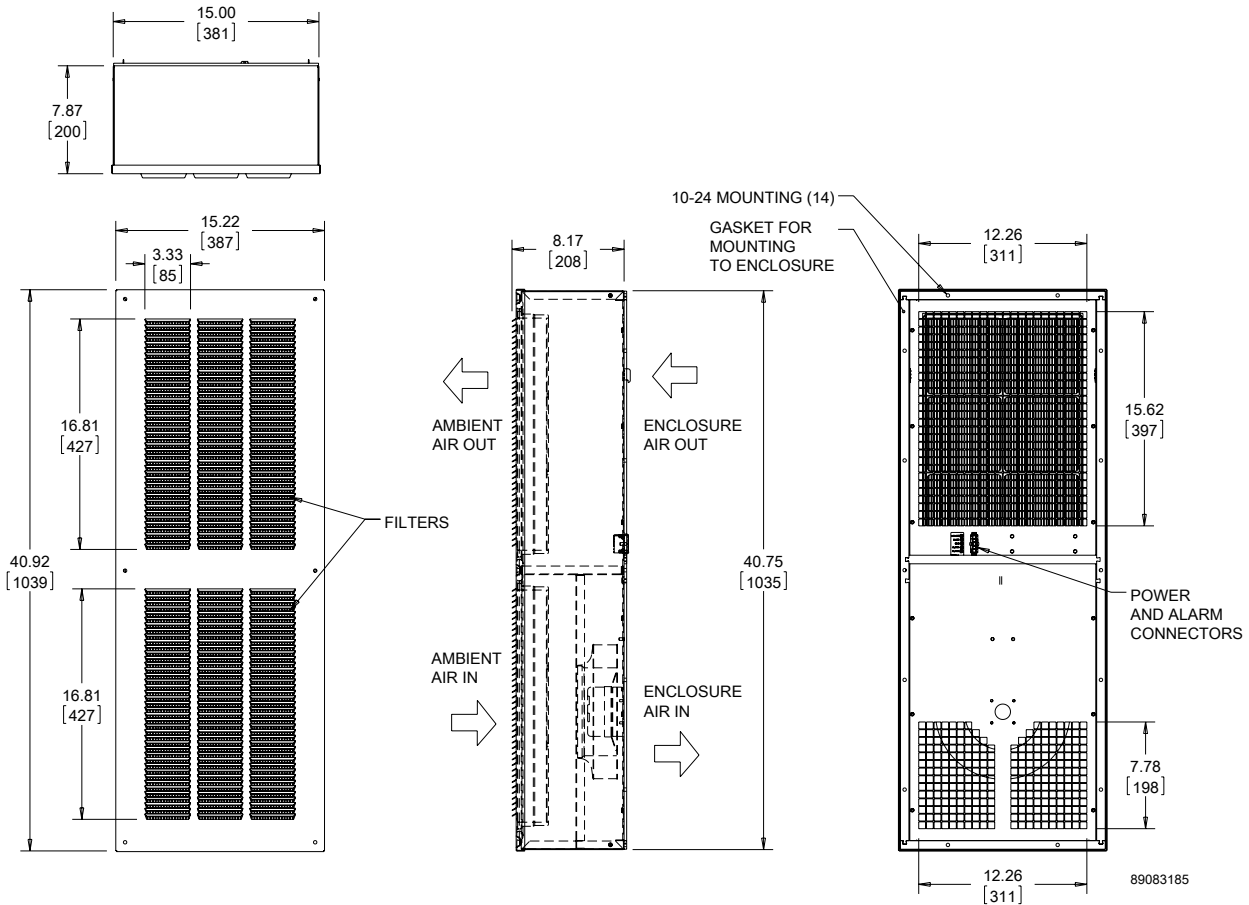 15.00
[381]
7.87
[200]
15.22
[387]
3.33
[85]
16.81
[427]
40.92
[1039]
16.81
[427]
FILTERS
8.17
[208]
AMBIENT
AIR OUT
ENCLOSURE
AIR OUT
40.75
[1035]
AMBIENT
AIR IN
ENCLOSURE
AIR IN
10-24 MOUNTING (14)
GASKET FOR
MOUNTING
TO ENCLOSURE
12.26
[311]
15.62
[397]
POWER
AND ALARM
CONNECTORS
7.78
[198]
12.26
[311]
89083185